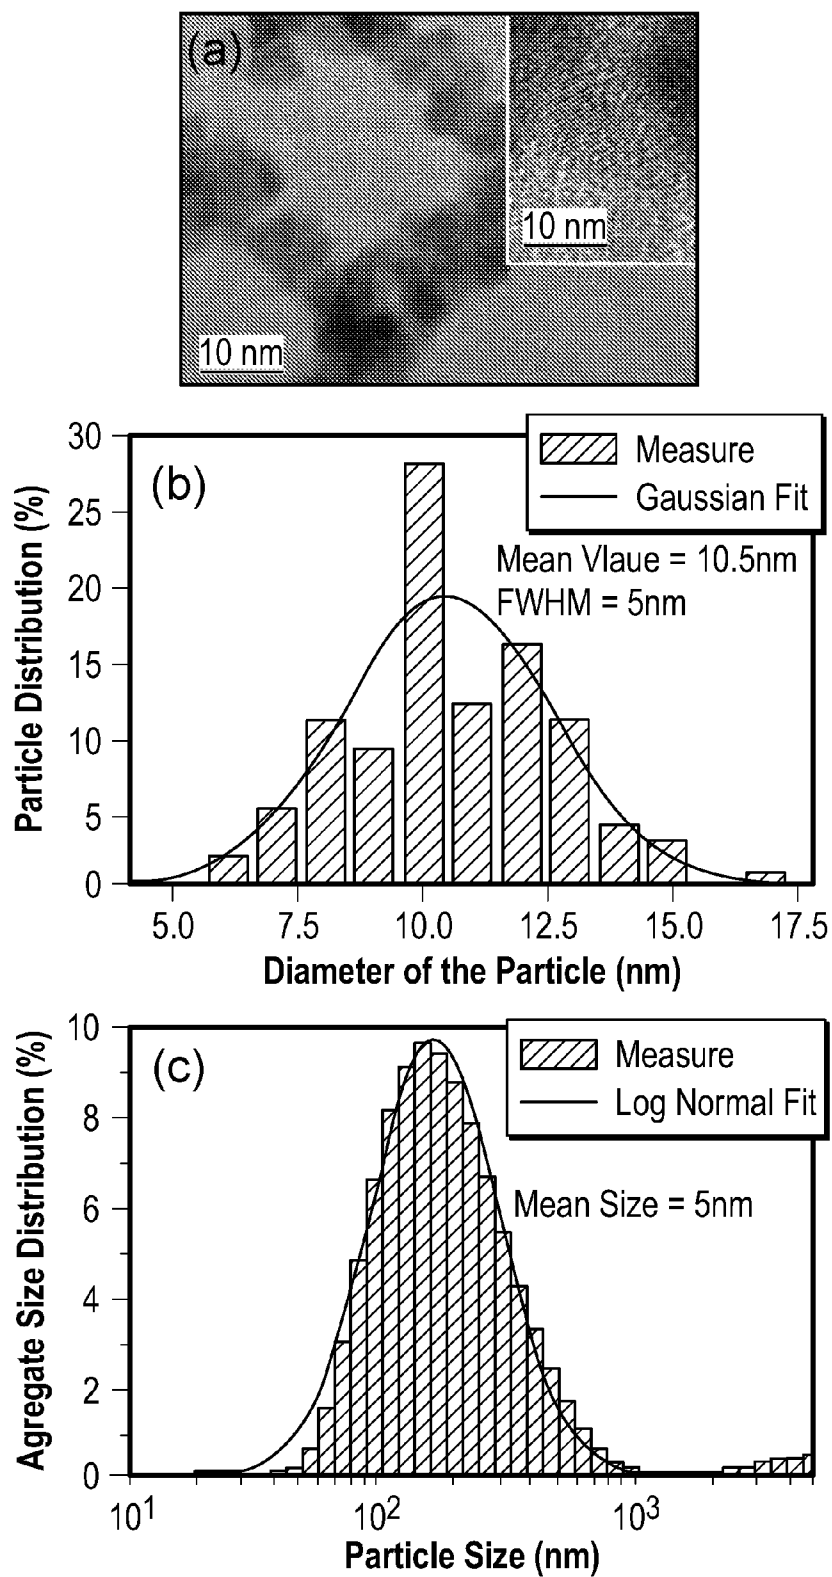 (a)
10 nm
10 nm
Measure
Gaussian Fit
(b)
Mean Vlaue = 10.5nm
FWHM = 5nm
Particle Distribution (%)
30
25
20
15
10
5
0
5.0 7.5 10.0 12.5 15.0 17.5
Diameter of the Particle (nm)
Measure
Log Normal Fit
(c)
Mean Size = 5nm
Agregate Size Distribution (%)
10
8
6
4
2
0
10¹ 10² 10³
Particle Size (nm)